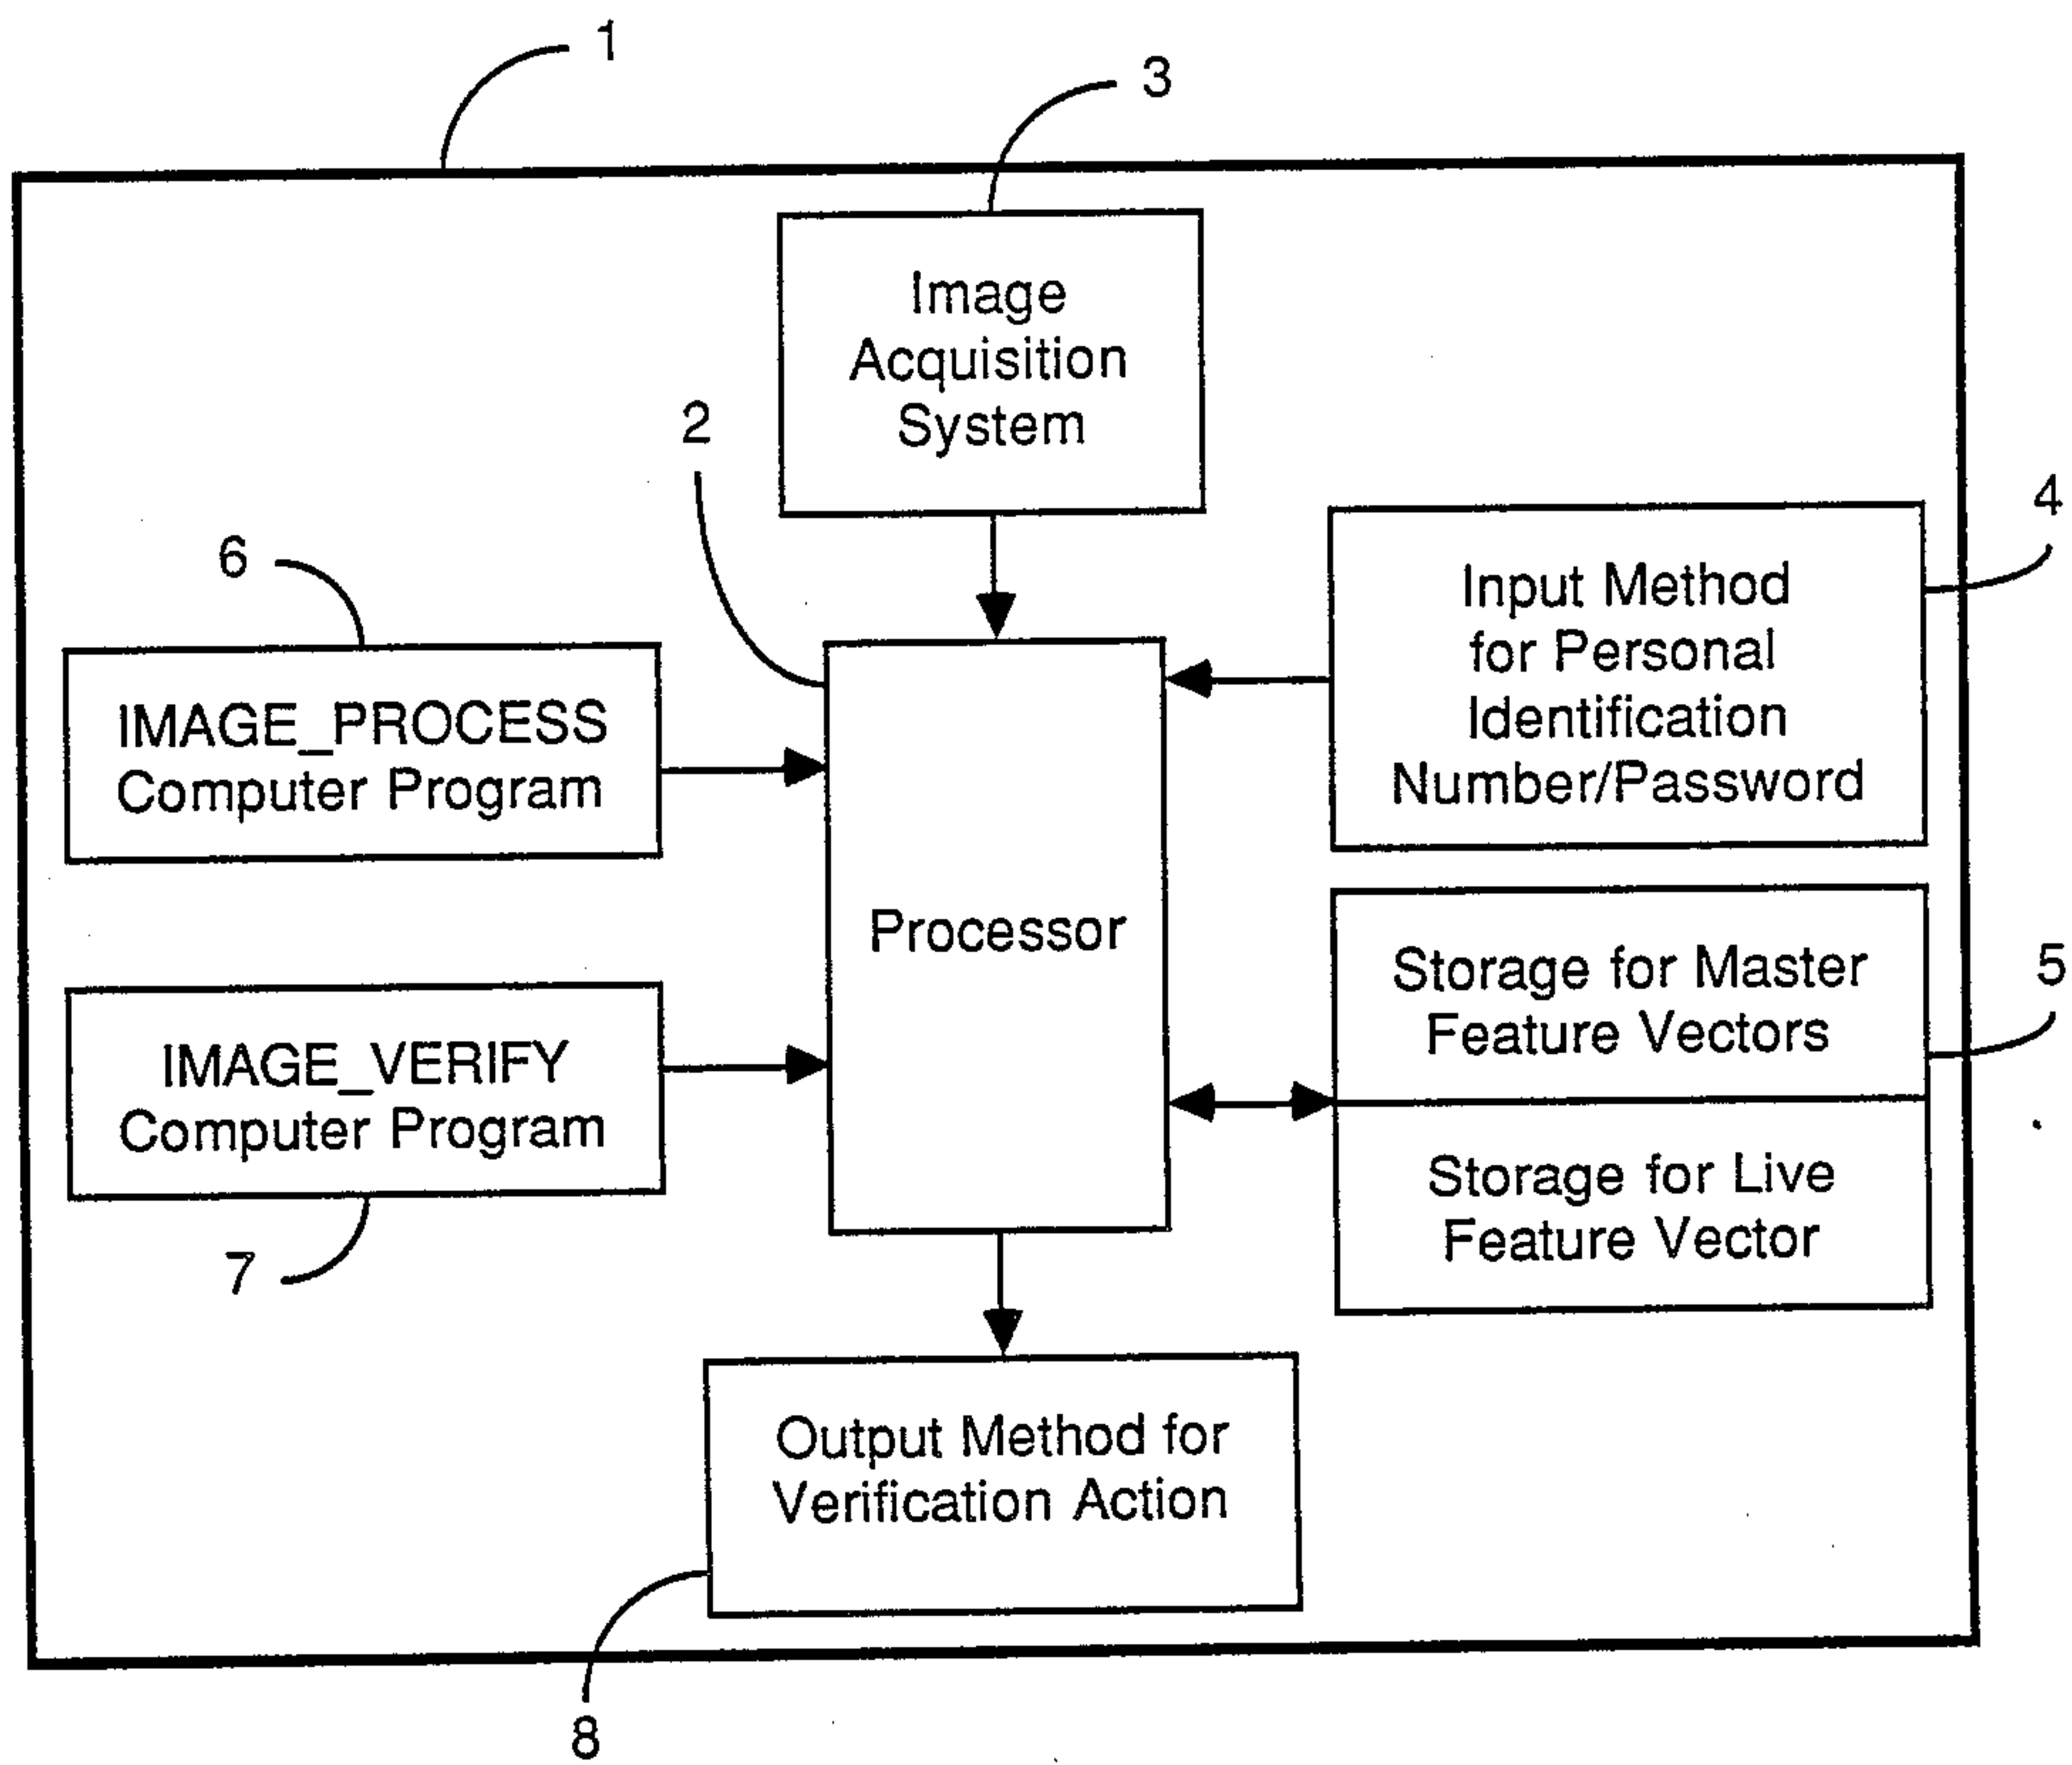 1
3
Image
Acquisition
System
2
4
6
Input Method
for Personal
Identification
Number/Password
IMAGE_PROCESS
Computer Program
Processor
Storage for Master
Feature Vectors
5
IMAGE_VERIFY
Computer Program
Storage for Live
Feature Vector
7
Output Method for
Verification Action
8